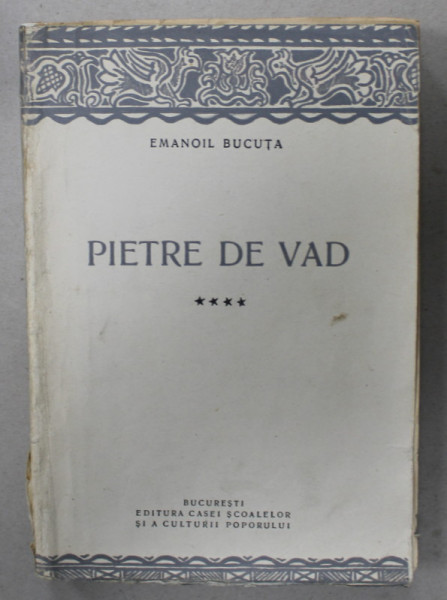 EMANOIL BUCUȚA
PIETRE DE VAD
★★★★
BUCUREȘTI
EDITURA CASEI ȘCOALELOR
ȘI A CULTURII POPORULUI